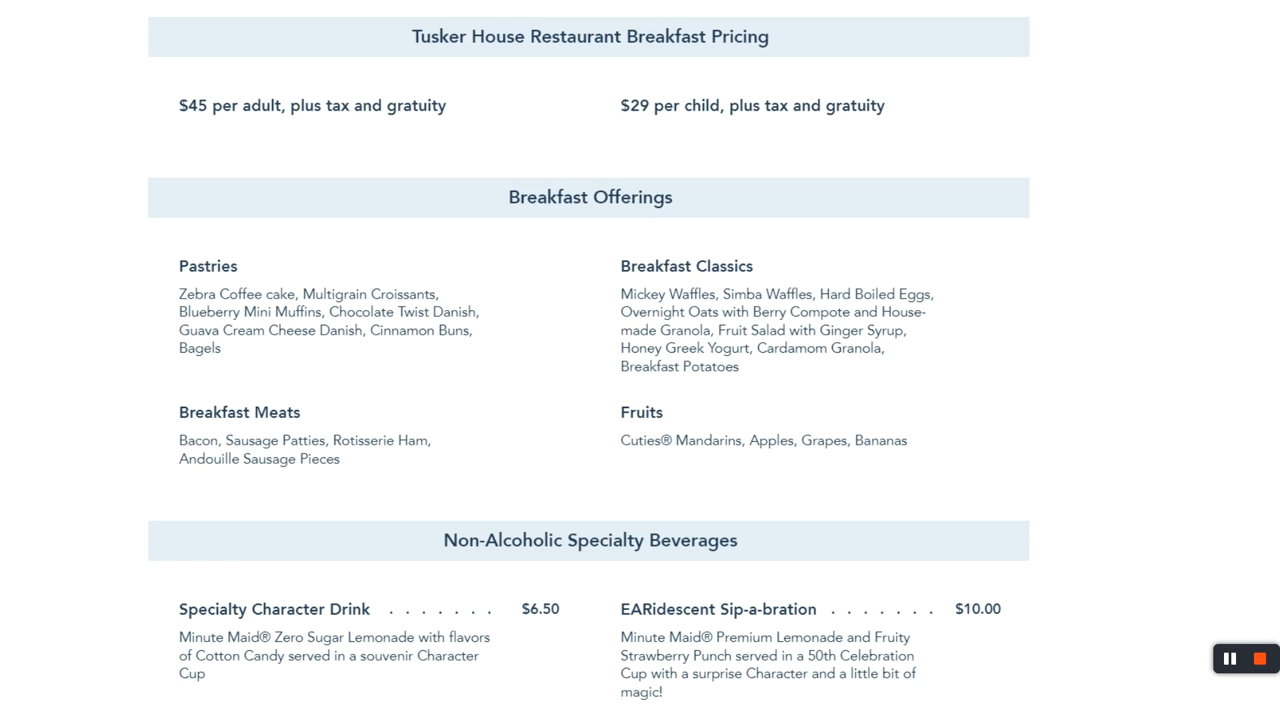 Tusker House Restaurant Breakfast Pricing
$45 per adult, plus tax and gratuity
$29 per child, plus tax and gratuity
Breakfast Offerings
Pastries
Zebra Coffee cake, Multigrain Croissants,
Blueberry Mini Muffins, Chocolate Twist Danish,
Guava Cream Cheese Danish, Cinnamon Buns,
Bagels
Breakfast Classics
Mickey Waffles, Simba Waffles, Hard Boiled Eggs,
Overnight Oats with Berry Compote and House-
made Granola, Fruit Salad with Ginger Syrup,
Honey Greek Yogurt, Cardamom Granola,
Breakfast Potatoes
Breakfast Meats
Bacon, Sausage Patties, Rotisserie Ham,
Andouille Sausage Pieces
Fruits
Cuties® Mandarins, Apples, Grapes, Bananas
Non-Alcoholic Specialty Beverages
Specialty Character Drink . . . . . . . $6.50
Minute Maid® Zero Sugar Lemonade with flavors
of Cotton Candy served in a souvenir Character
Cup
EARidescent Sip-a-bration . . . . . . . $10.00
Minute Maid® Premium Lemonade and Fruity
Strawberry Punch served in a 50th Celebration
Cup with a surprise Character and a little bit of
magic!